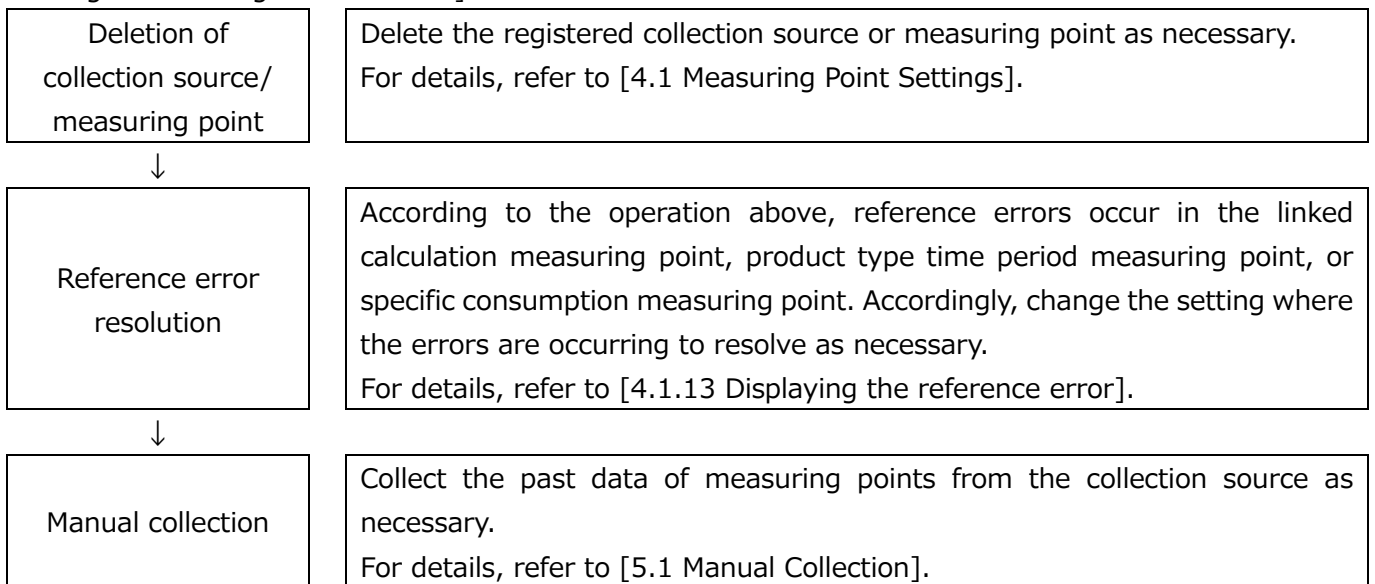 Deletion of
collection source/
measuring point
Delete the registered collection source or measuring point as necessary.
For details, refer to [4.1 Measuring Point Settings].
↓
Reference error
resolution
According to the operation above, reference errors occur in the linked
calculation measuring point, product type time period measuring point, or
specific consumption measuring point. Accordingly, change the setting where
the errors are occurring to resolve as necessary.
For details, refer to [4.1.13 Displaying the reference error].
↓
Manual collection
Collect the past data of measuring points from the collection source as
necessary.
For details, refer to [5.1 Manual Collection].